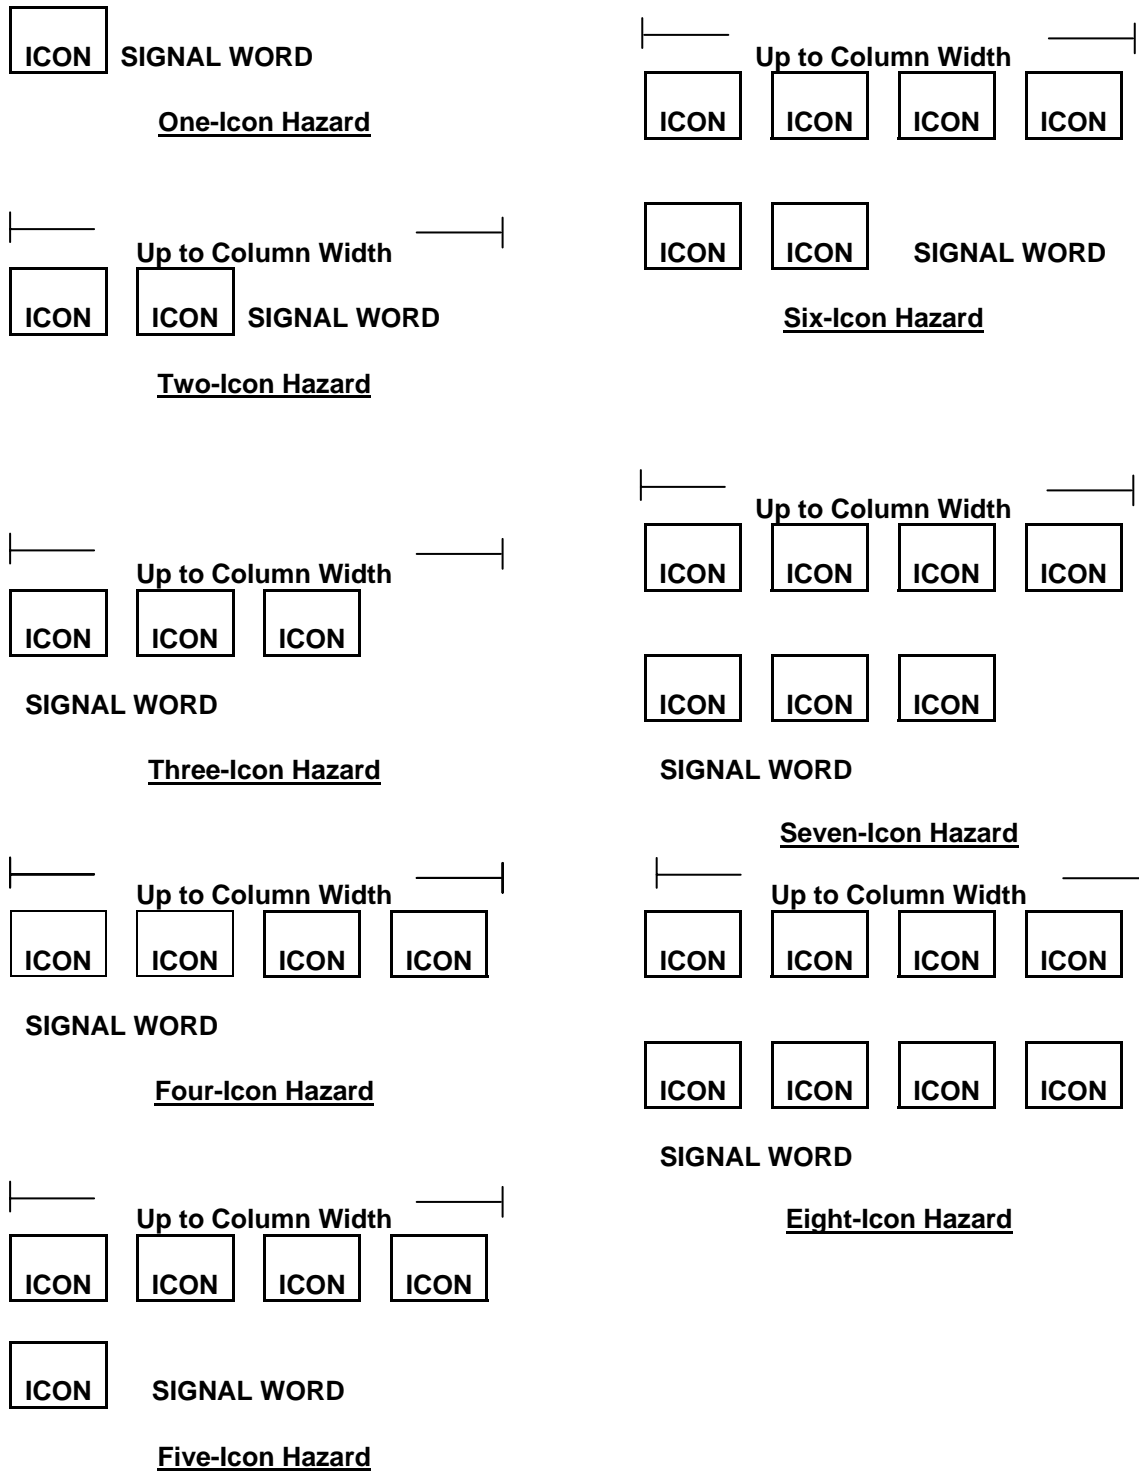 ICON SIGNAL WORD
One-Icon Hazard
Up to Column Width
ICON ICON SIGNAL WORD
Two-Icon Hazard
Up to Column Width
ICON ICON ICON
SIGNAL WORD
Three-Icon Hazard
Up to Column Width
ICON ICON ICON ICON
SIGNAL WORD
Four-Icon Hazard
Up to Column Width
ICON ICON ICON ICON
ICON SIGNAL WORD
Five-Icon Hazard
Up to Column Width
ICON ICON ICON ICON
ICON ICON SIGNAL WORD
Six-Icon Hazard
Up to Column Width
ICON ICON ICON ICON
ICON ICON ICON
SIGNAL WORD
Seven-Icon Hazard
Up to Column Width
ICON ICON ICON ICON
ICON ICON ICON ICON
SIGNAL WORD
Eight-Icon Hazard